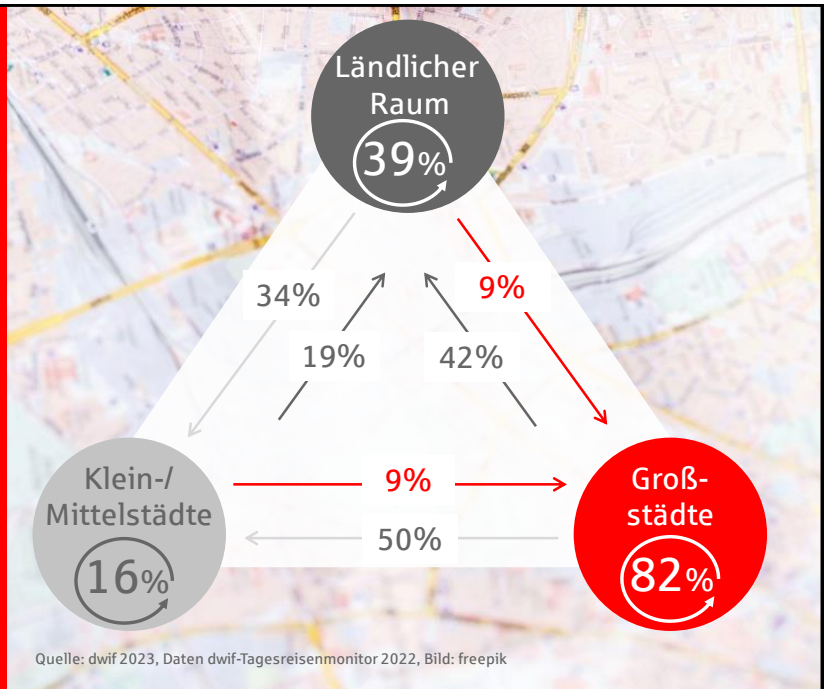 Ländlicher
Raum
39%
34%
9%
19%
42%
Klein-/
Mittelstädte
16%
9%
50%
Groß-
städte
82%
Quelle: dwif 2023, Daten dwif-Tagesreisenmonitor 2022, Bild: freepik